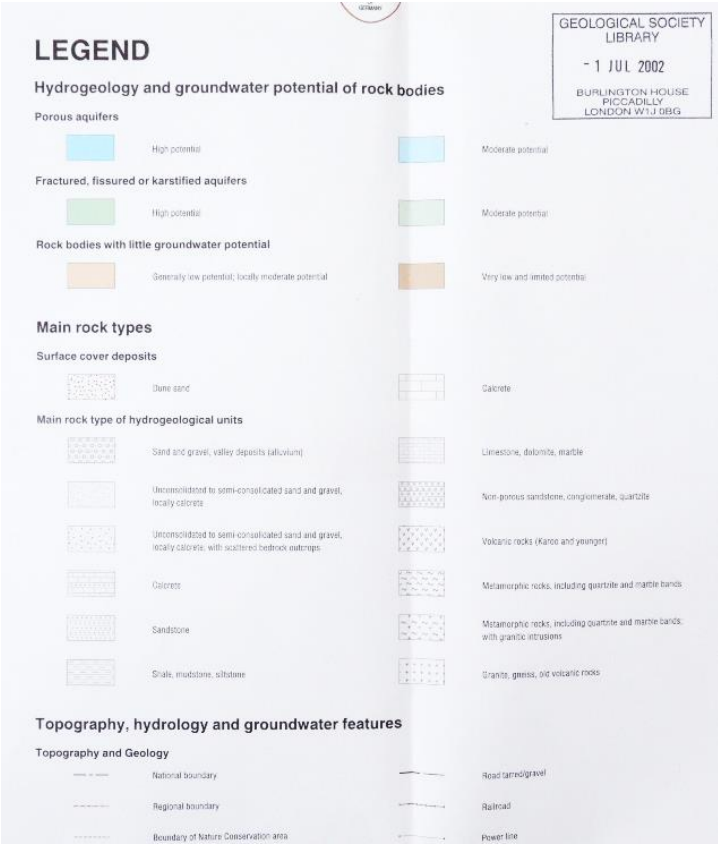 GERMANY
GEOLOGICAL SOCIETY
LIBRARY
- 1 JUL 2002
BURLINGTON HOUSE
PICCADILLY
LONDON W1J 0BG
LEGEND
Hydrogeology and groundwater potential of rock bodies
Porous aquifers
High potential
Moderate potential
Fractured, fissured or karstified aquifers
High potential
Moderate potential
Rock bodies with little groundwater potential
Generally low potential; locally moderate potential
Very low and limited potential
Main rock types
Surface cover deposits
Dune sand
Calcrete
Main rock type of hydrogeological units
Sand and gravel, valley deposits (alluvium)
Limestone, dolomite, marble
Unconsolidated to semi-consolidated sand and gravel,
locally calcrete
Non-porous sandstone, conglomerate, quartzite
Unconsolidated to semi-consolidated sand and gravel,
locally calcrete; with scattered bedrock outcrops
Volcanic rocks (Karoo and younger)
Calcrete
Metamorphic rocks, including quartzite and marble bands
Sandstone
Metamorphic rocks, including quartzite and marble bands;
with granitic intrusions
Shale, mudstone, siltstone
Granite, gneiss, old volcanic rocks
Topography, hydrology and groundwater features
Topography and Geology
National boundary
Road tarred/gravel
Regional boundary
Railroad
Boundary of Nature Conservation area
Power line